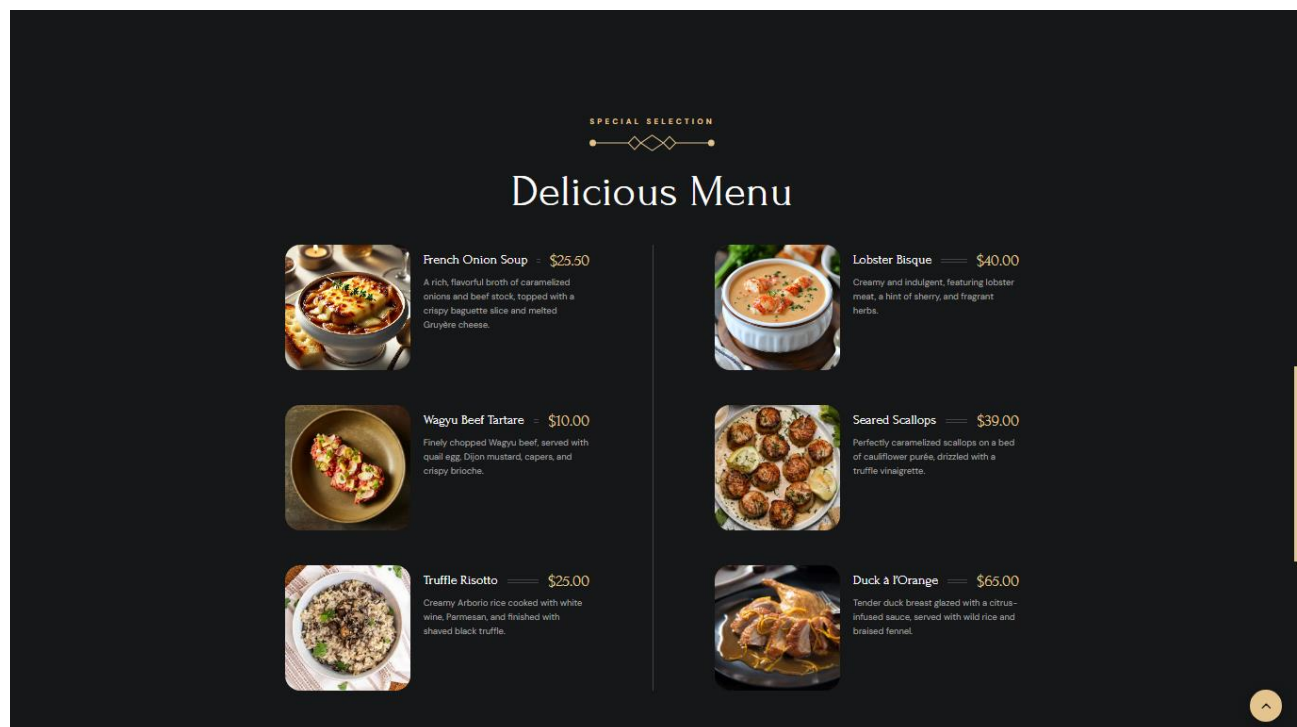 SPECIAL SELECTION
Delicious Menu
French Onion Soup $25.50
A rich, flavorful broth of caramelized
onions and beef stock, topped with a
crispy baguette slice and melted
Gruyère cheese.
Wagyu Beef Tartare $10.00
Finely chopped Wagyu beef, served with
quail egg, Dijon mustard, capers, and
crispy brioche.
Truffle Risotto $25.00
Creamy Arborio rice cooked with white
wine, Parmesan, and finished with
shaved black truffle.
Lobster Bisque $40.00
Creamy and indulgent, featuring lobster
meat, a hint of sherry, and fragrant
herbs.
Seared Scallops $39.00
Perfectly caramelized scallops on a bed
of cauliflower purée, drizzled with a
truffle vinaigrette.
Duck à l'Orange $65.00
Tender duck breast glazed with a citrus-
infused sauce, served with wild rice and
braised fennel.